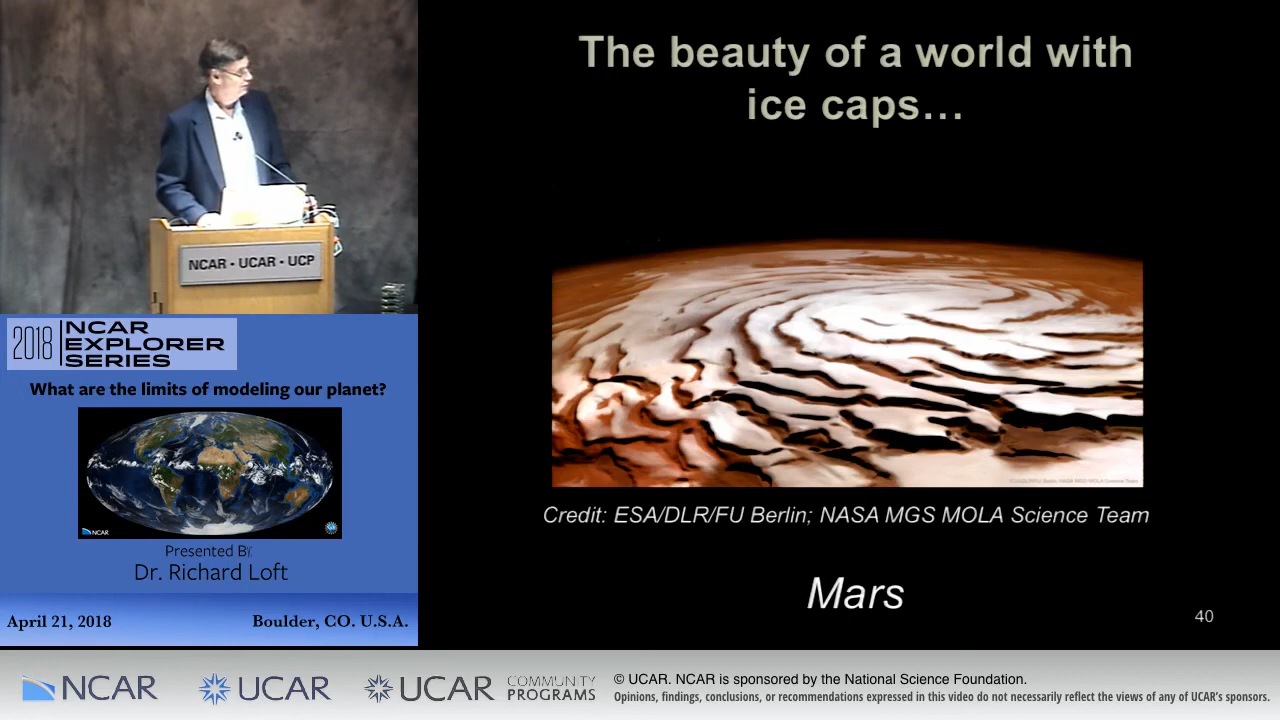 NCAR • UCAR • UCP
2018 NCAR
EXPLORER
SERIES
What are the limits of modeling our planet?
NCAR
Presented By:
Dr. Richard Loft
April 21, 2018 Boulder, CO. U.S.A.
The beauty of a world with
ice caps…
Credit: ESA/DLR/FU Berlin; NASA MGS MOLA Science Team
Mars
40
NCAR
UCAR
UCAR COMMUNITY
PROGRAMS
© UCAR. NCAR is sponsored by the National Science Foundation.
Opinions, findings, conclusions, or recommendations expressed in this video do not necessarily reflect the views of any of UCAR's sponsors.